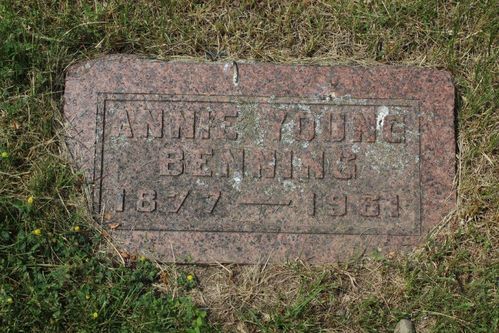 ANNIE YOUNG
BENNING
1877 — 1961